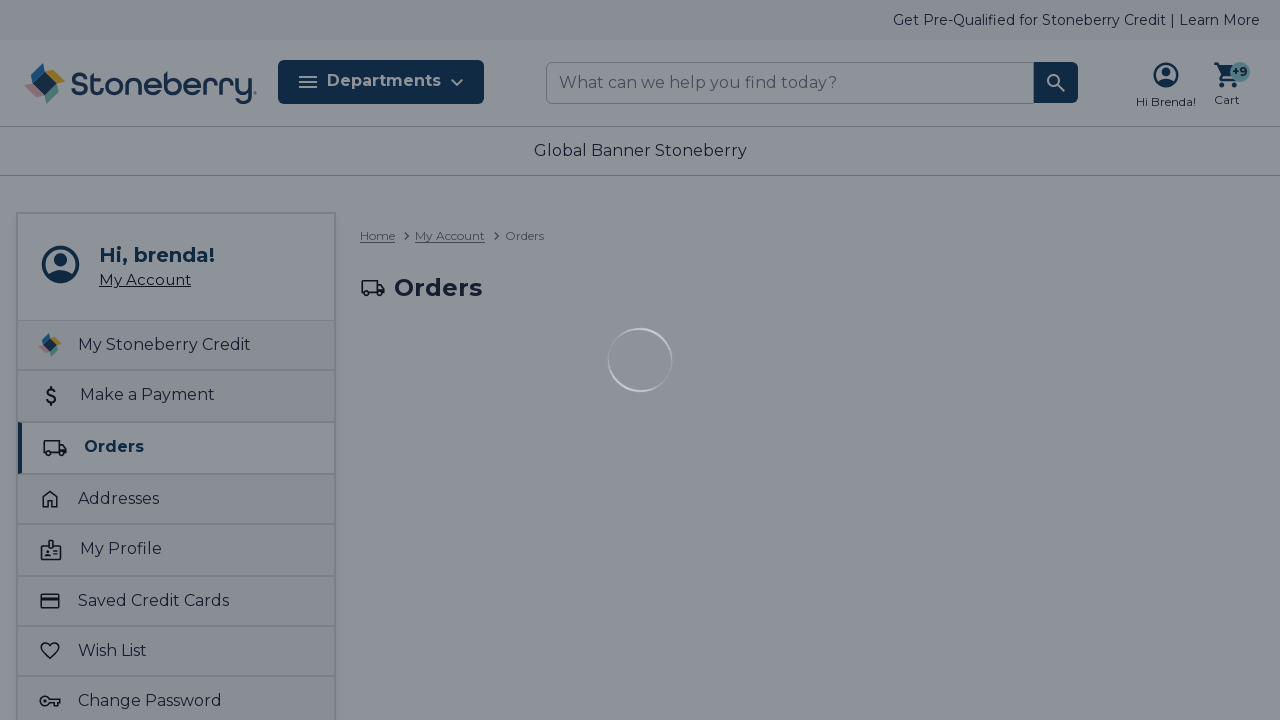 Get Pre-Qualified for Stoneberry Credit | Learn More
Stoneberry
Departments
What can we help you find today?
Hi Brenda!
+9
Cart
Global Banner Stoneberry
Hi, brenda!
My Account
My Stoneberry Credit
Make a Payment
Orders
Addresses
My Profile
Saved Credit Cards
Wish List
Change Password
Home > My Account > Orders
Orders